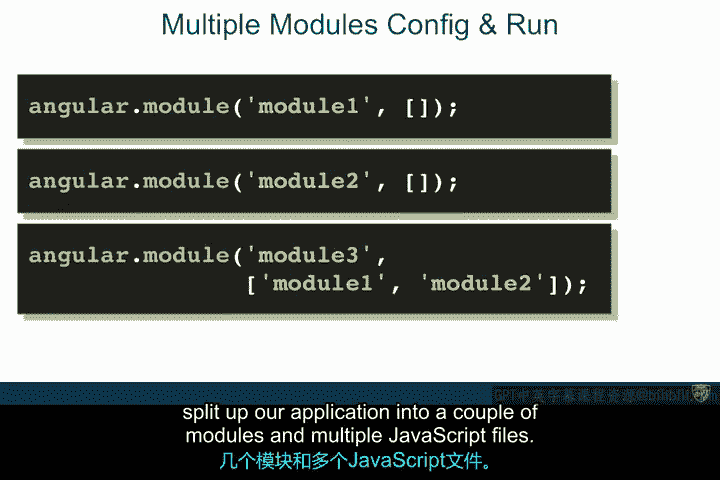 Multiple Modules Config & Run
angular.module('module1', []);
angular.module('module2', []);
angular.module('module3',
['module1', 'module2']);
split up our application into a couple of
modules and multiple JavaScript files.
几个模块和多个JavaScript文件。